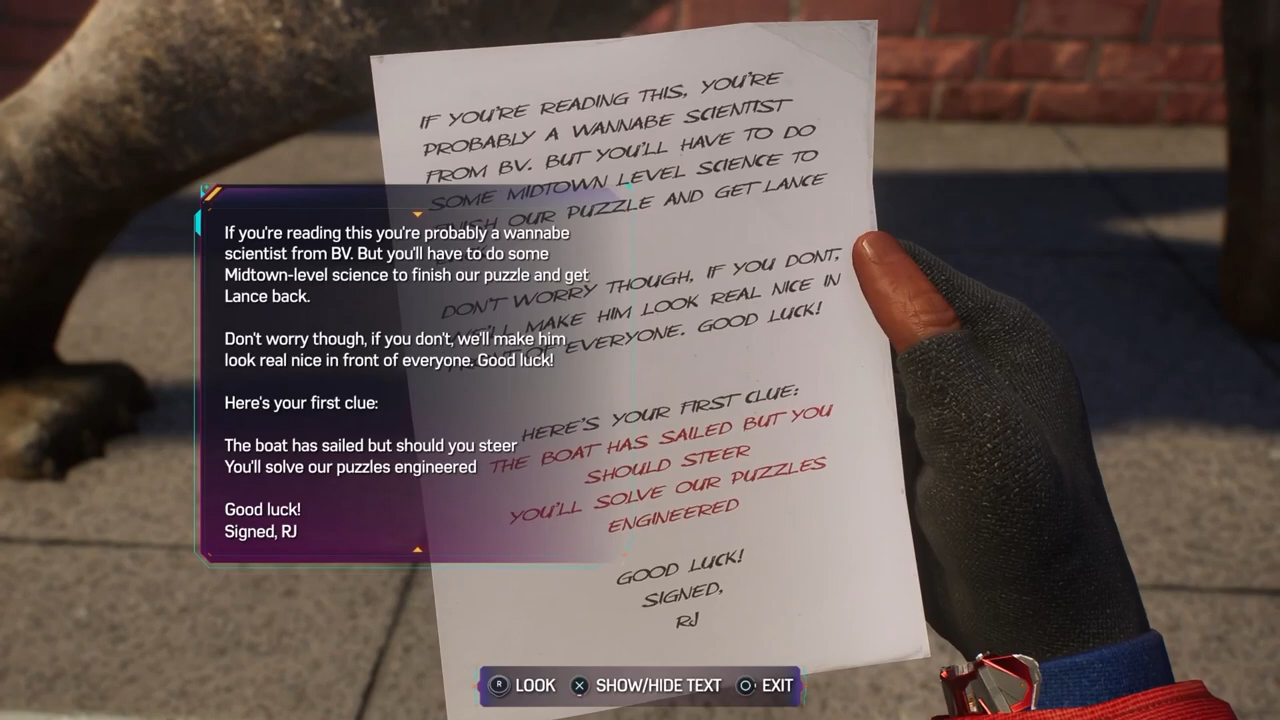 IF YOU'RE READING THIS, YOU'RE
PROBABLY A WANNABE SCIENTIST
FROM BV. BUT YOU'LL HAVE TO DO
SOME MIDTOWN LEVEL SCIENCE TO
FINISH OUR PUZZLE AND GET LANCE
DON'T WORRY THOUGH, IF YOU DONT,
WE'LL MAKE HIM LOOK REAL NICE IN
FRONT OF EVERYONE. GOOD LUCK!
HERE'S YOUR FIRST CLUE:
THE BOAT HAS SAILED BUT YOU
SHOULD STEER
YOU'LL SOLVE OUR PUZZLES
ENGINEERED
GOOD LUCK!
SIGNED,
RJ
If you're reading this you're probably a wannabe
scientist from BV. But you'll have to do some
Midtown-level science to finish our puzzle and get
Lance back.
Don't worry though, if you don't, we'll make him
look real nice in front of everyone. Good luck!
Here's your first clue:
The boat has sailed but should you steer
You'll solve our puzzles engineered
Good luck!
Signed, RJ
R LOOK SHOW/HIDE TEXT EXIT